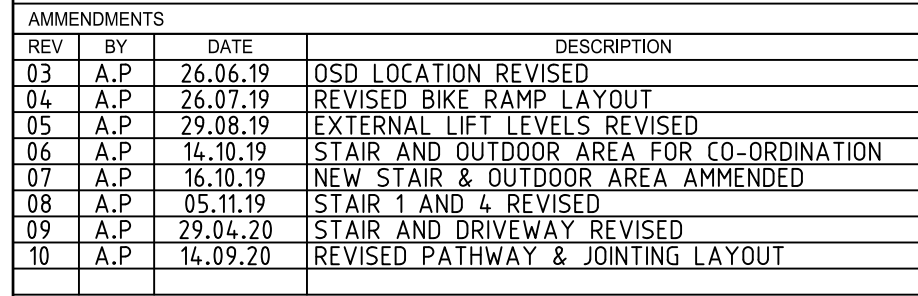 AMMENDMENTS
REV BY DATE DESCRIPTION
03 A.P 26.06.19 OSD LOCATION REVISED
04 A.P 26.07.19 REVISED BIKE RAMP LAYOUT
05 A.P 29.08.19 EXTERNAL LIFT LEVELS REVISED
06 A.P 14.10.19 STAIR AND OUTDOOR AREA FOR CO-ORDINATION
07 A.P 16.10.19 NEW STAIR & OUTDOOR AREA AMMENDED
08 A.P 05.11.19 STAIR 1 AND 4 REVISED
09 A.P 29.04.20 STAIR AND DRIVEWAY REVISED
10 A.P 14.09.20 REVISED PATHWAY & JOINTING LAYOUT